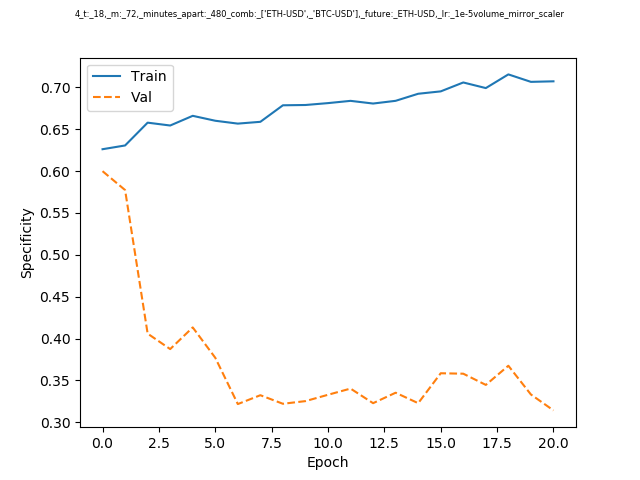 4_t:_18,_m:_72,_minutes_apart:_480_comb:_['ETH-USD',_'BTC-USD'],_future:_ETH-USD,_lr:_1e-5volume_mirror_scaler
Train
Val
0.70
0.65
0.60
0.55
0.50
0.45
0.40
0.35
0.30
Specificity
0.0 2.5 5.0 7.5 10.0 12.5 15.0 17.5 20.0
Epoch